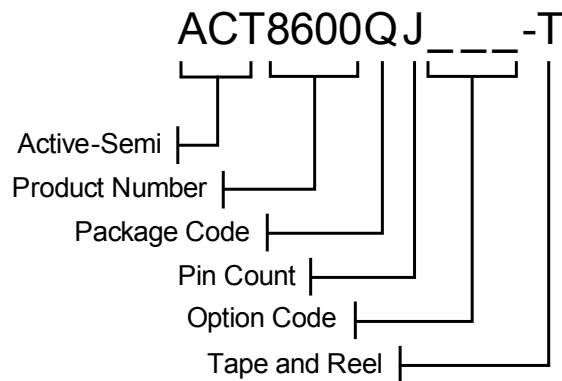 ACT8600QJ_ _ _ -T
Active-Semi
Product Number
Package Code
Pin Count
Option Code
Tape and Reel